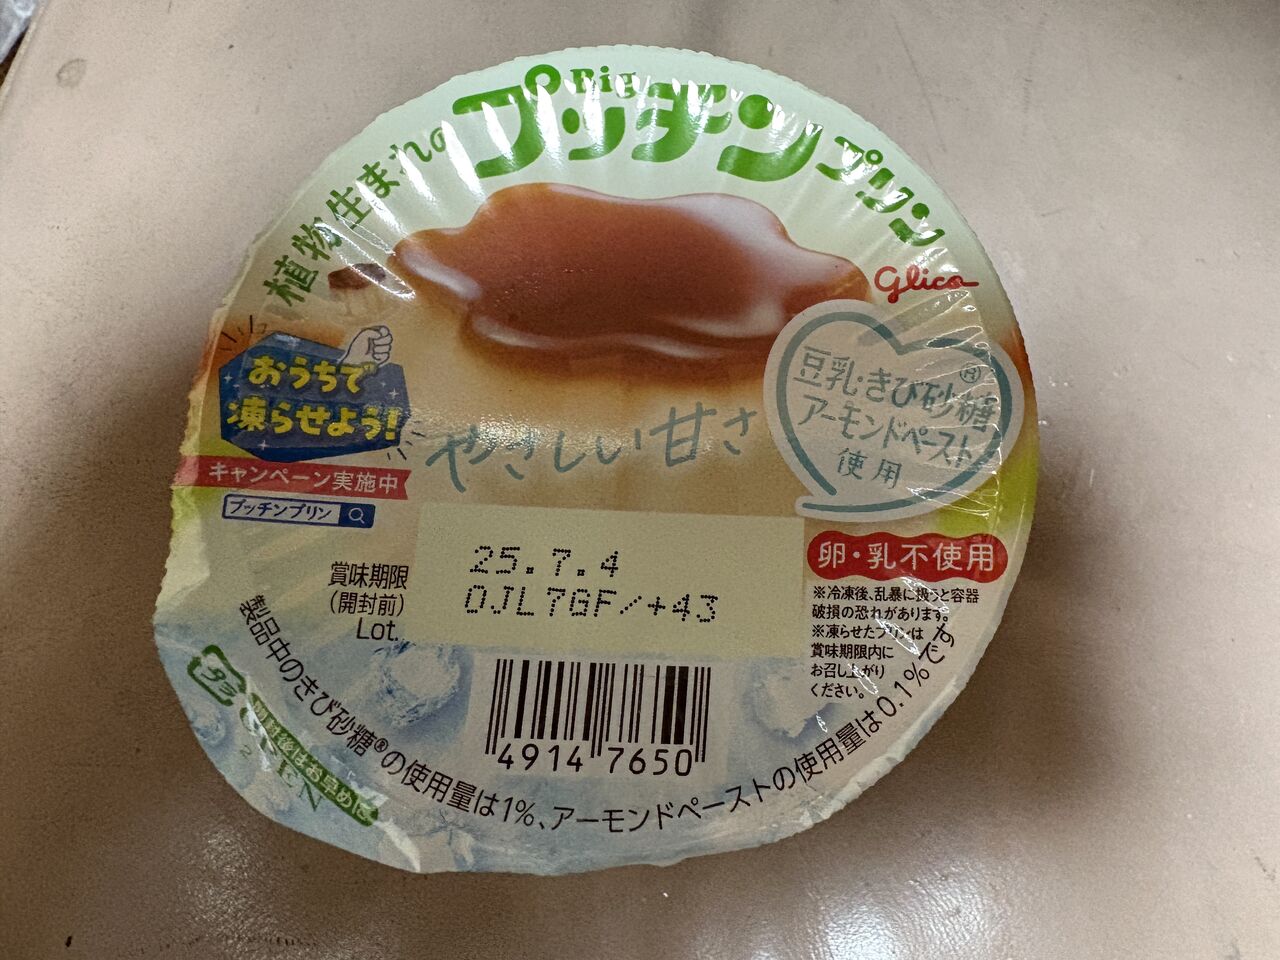 植物生まれの
Big
プッチンプリン
Glico
おうちで
凍らせよう!
キャンペーン実施中
プッチンプリン
やさしい甘さ
豆乳・きび砂糖®
アーモンドペースト
使用
卵・乳不使用
※冷凍後、乱暴に扱うと容器
破損の恐れがあります。
※凍らせたプリンは
賞味期限内に
お召し上がり
ください。
賞味期限
(開封前)
Lot.
25.7.4
OJL7GF/+43
4914 7650
製品中のきび砂糖®の使用量は1%、アーモンドペーストの使用量は0.1%です
タテ
開封後はお早めに